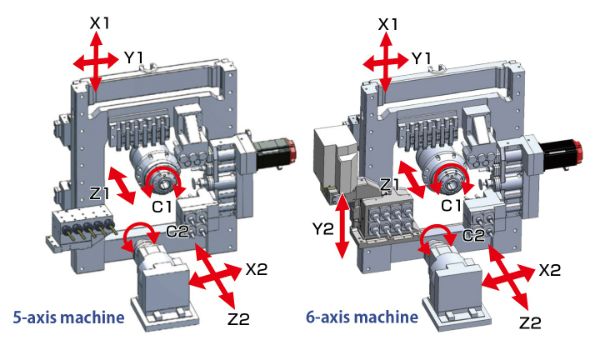 X1
Y1
Z1
C1
C2
X2
Z2
5-axis machine
X1
Y1
Z1
C1
Y2
C2
X2
Z2
6-axis machine